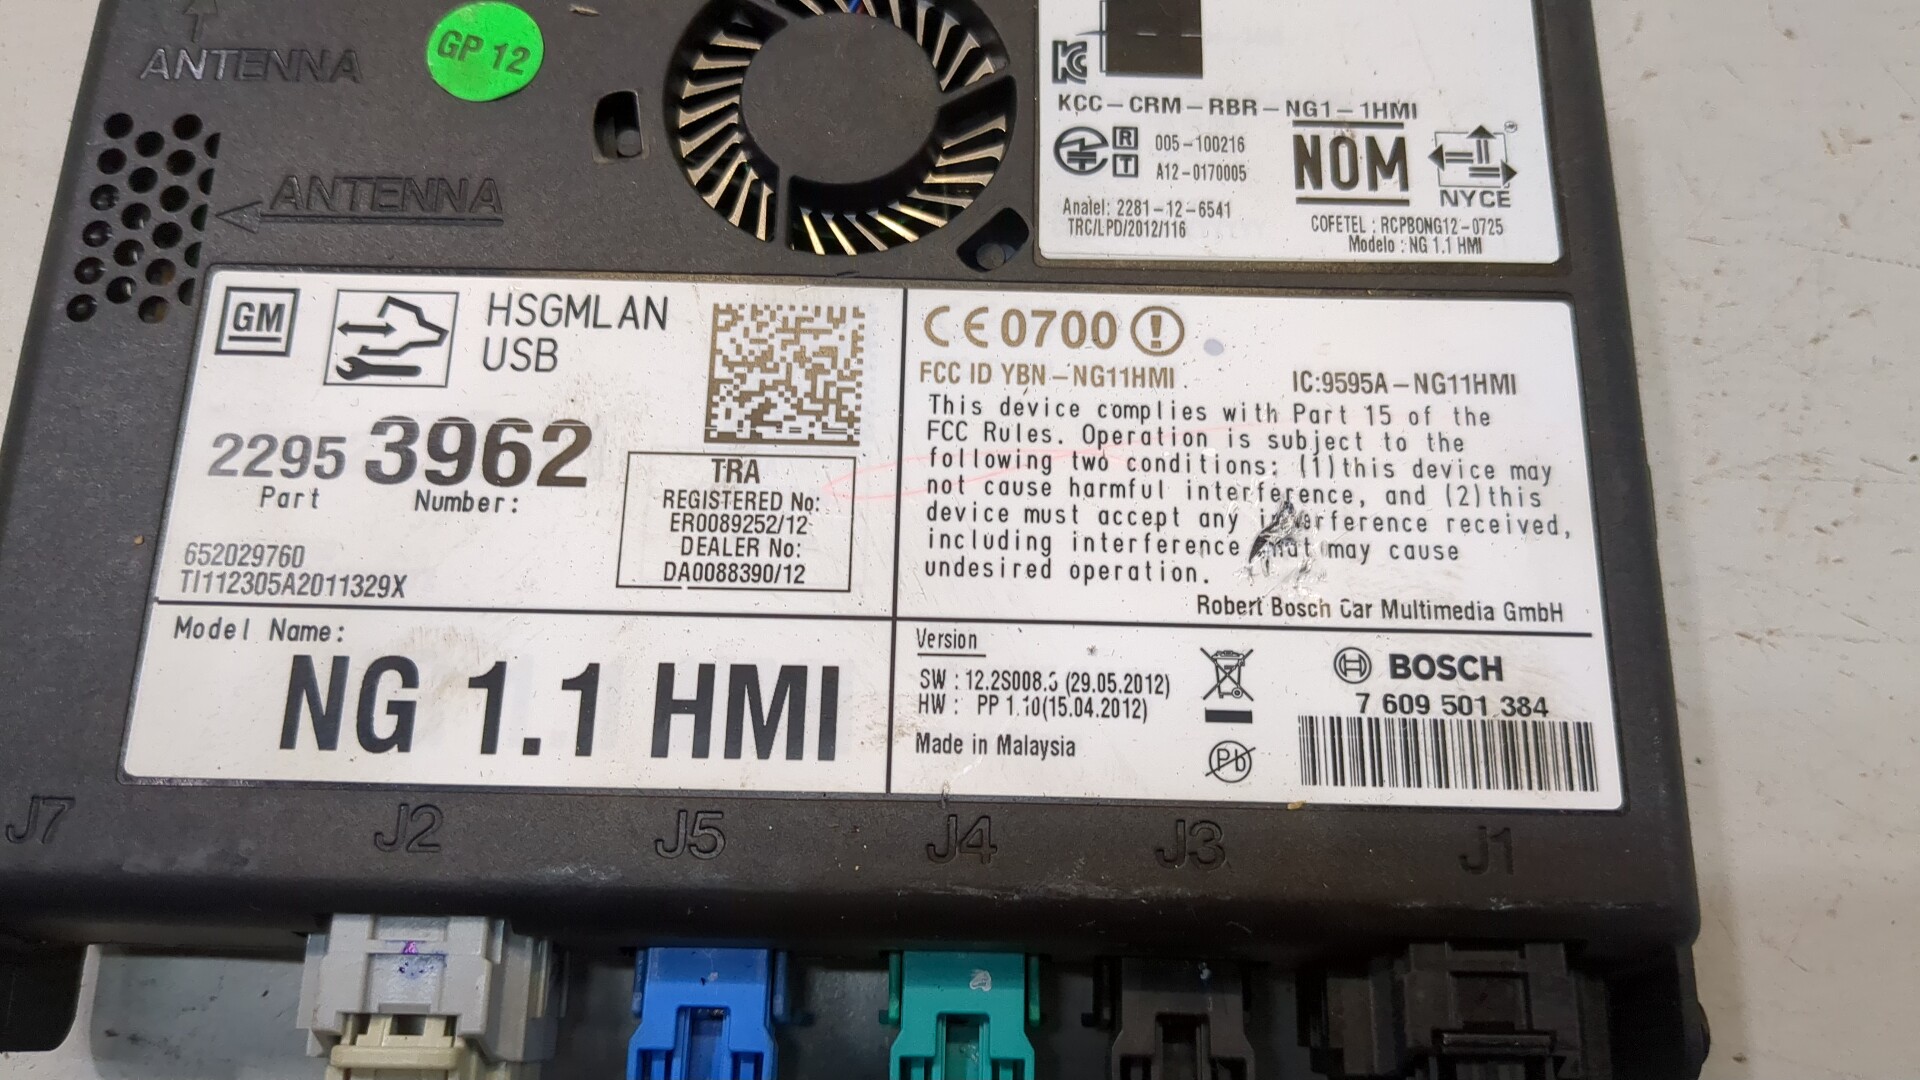 ANTENNA
GP 12
ANTENNA
KCC-CRM-RBR-NG1-1HMI
R
T
005-100216
A12-0170005
NOM
NYCE
Anatel: 2281-12-6541
TRC/LPD/2012/116
COFETEL : RCPBONG12-0725
Modelo : NG 1.1 HMI
GM
HSGMLAN
USB
2295 3962
Part Number:
TRA
REGISTERED No:
ER0089252/12
DEALER No:
DA0088390/12
652029760
TI112305A2011329X
Model Name:
NG 1.1 HMI
CE0700
FCC ID YBN-NG11HMI IC:9595A-NG11HMI
This device complies with Part 15 of the
FCC Rules. Operation is subject to the
following two conditions: (1)this device may
not cause harmful interference, and (2)this
device must accept any interference received,
including interference that may cause
undesired operation.
Robert Bosch Car Multimedia GmbH
Version
SW : 12.2S008. (29.05.2012)
HW : PP 1.10(15.04.2012)
Made in Malaysia
Pb
BOSCH
7 609 501 384
J7
J2
J5
J4
J3
J1